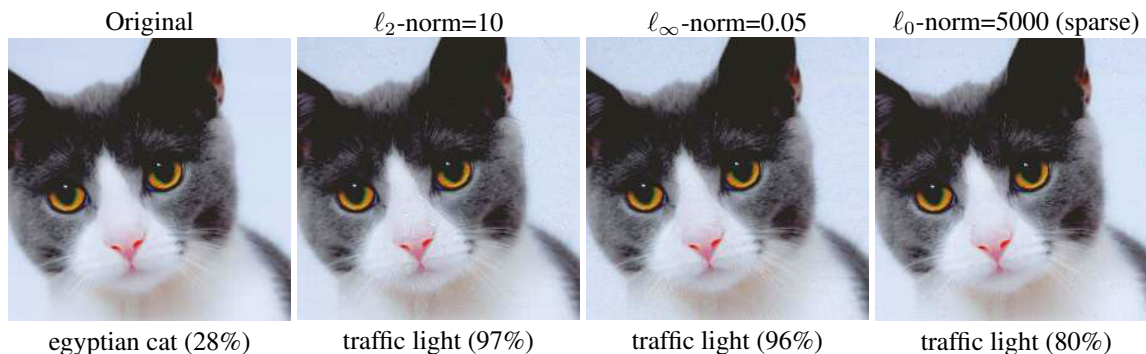 Original
ℓ₂-norm=10
ℓ∞-norm=0.05
ℓ₀-norm=5000 (sparse)
egyptian cat (28%)
traffic light (97%)
traffic light (96%)
traffic light (80%)